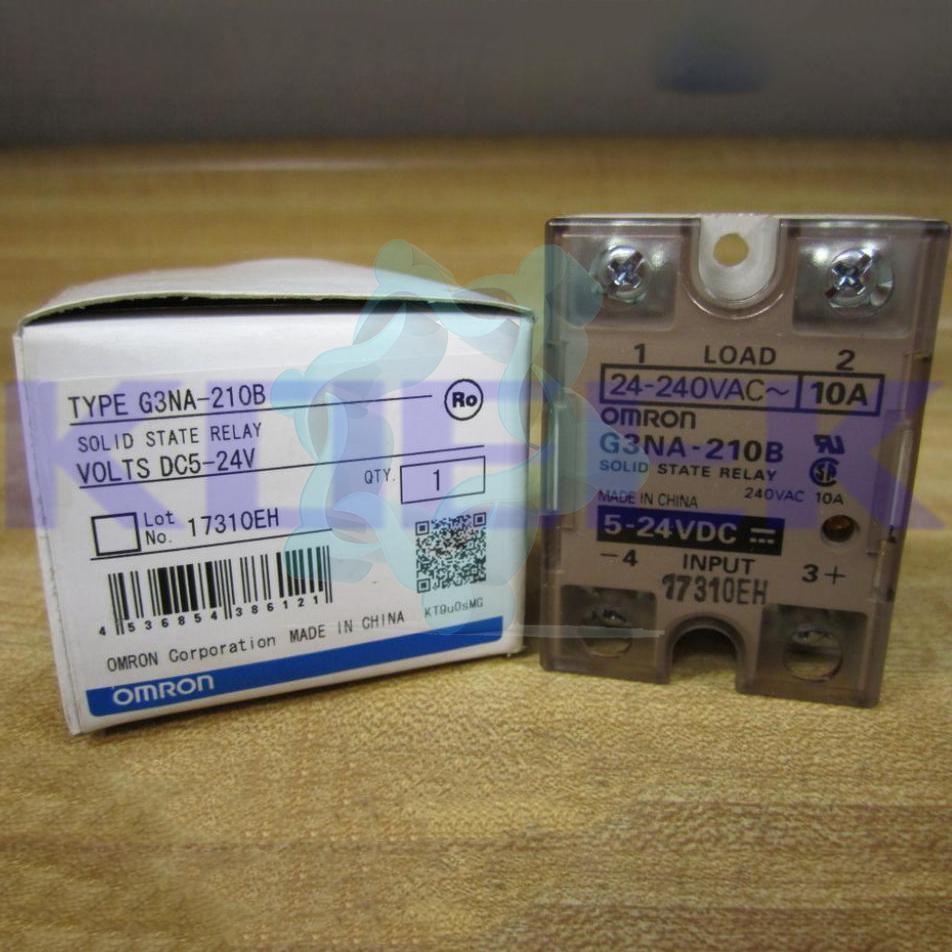 TYPE G3NA-210B
Ro
SOLID STATE RELAY
VOLTS DC5-24V
QTY. 1
Lot No. 17310EH
4 536854 386121
KT9u0sMG
OMRON Corporation MADE IN CHINA
OMRON
1 LOAD 2
24-240VAC~ 10A
OMRON
G3NA-210B
SOLID STATE RELAY
MADE IN CHINA 240VAC 10A
5-24VDC
-4 INPUT 3+
17310EH